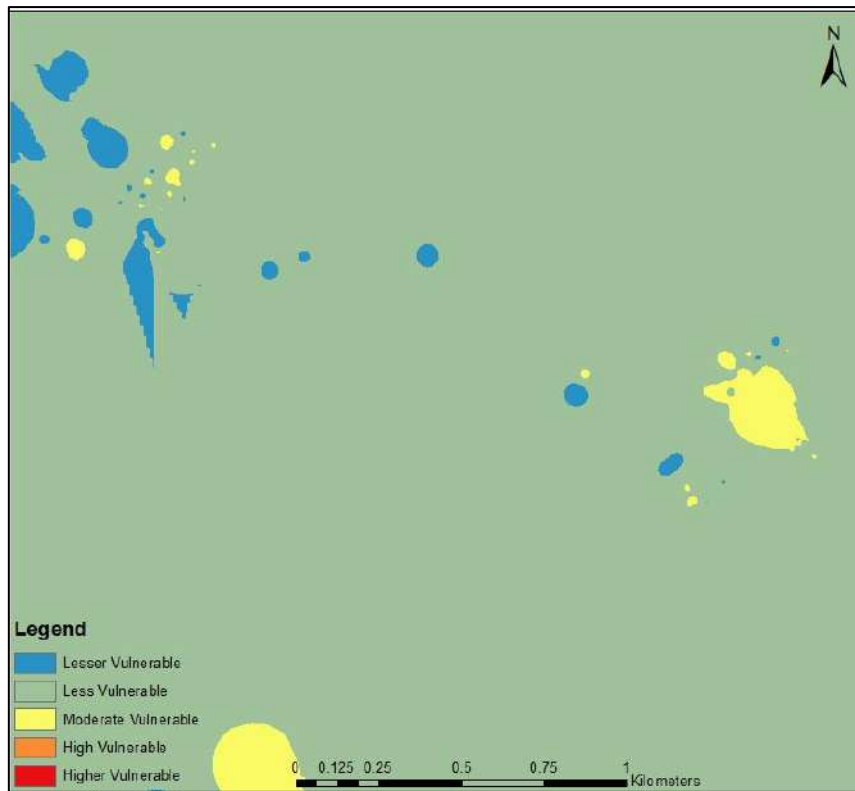 N
Legend
Lesser Vulnerable
Less Vulnerable
Moderate Vulnerable
High Vulnerable
Higher Vulnerable
0 0.125 0.25 0.5 0.75 1
Kilometers